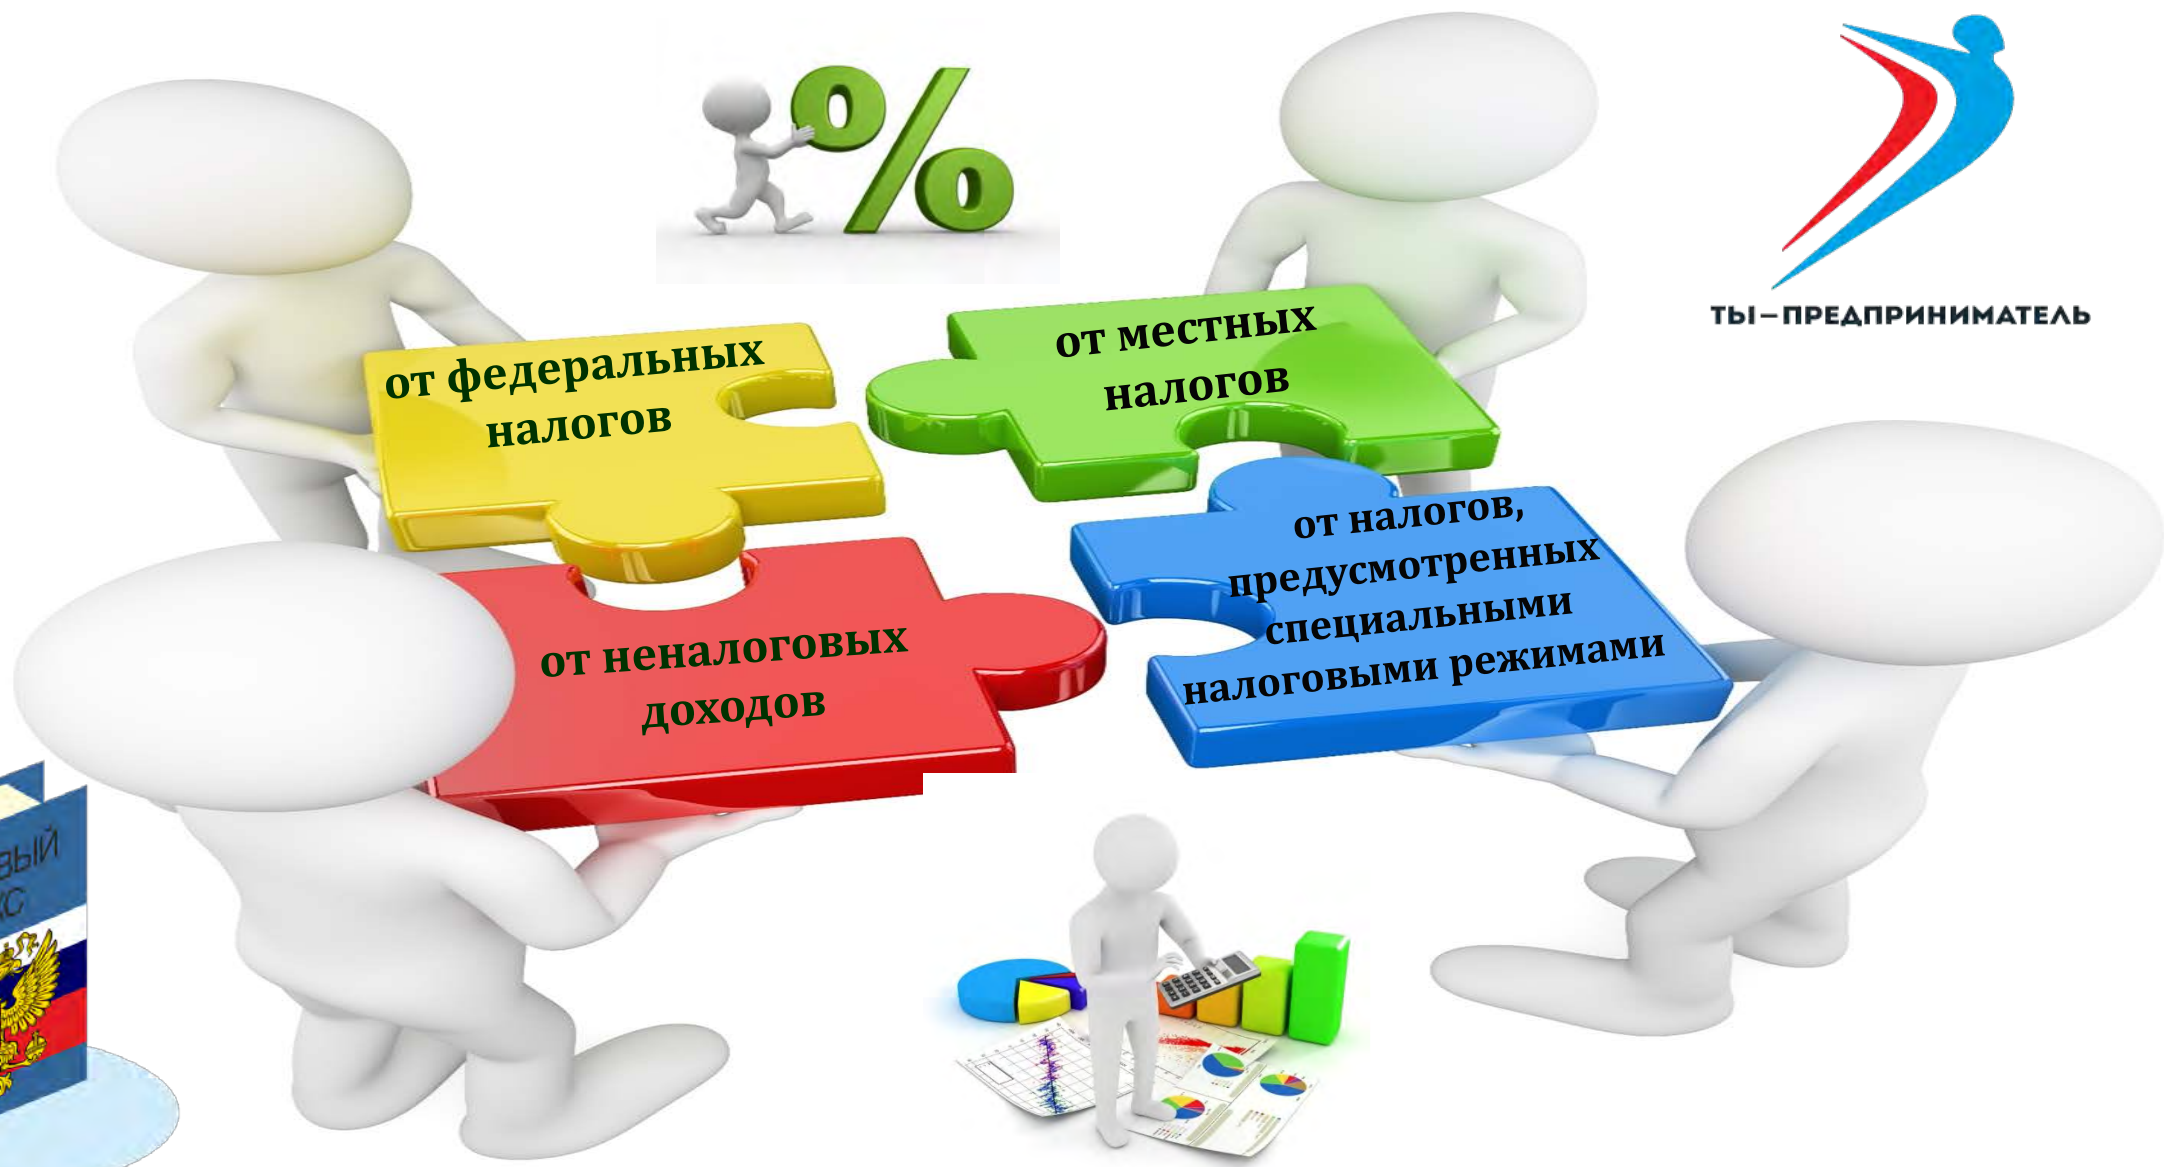 ТЫ–ПРЕДПРИНИМАТЕЛЬ
от федеральных
налогов
от местных
налогов
от налогов,
предусмотренных
специальными
налоговыми режимами
от неналоговых
доходов